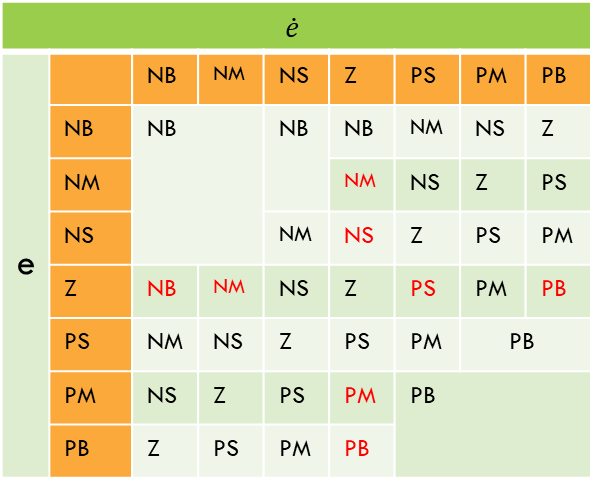 ė
NB NM NS Z PS PM PB
NB NB NB NB NM NS Z
NM NM NS Z PS
NS NM NS Z PS PM
e
Z NB NM NS Z PS PM PB
PS NM NS Z PS PM PB
PM NS Z PS PM PB
PB Z PS PM PB